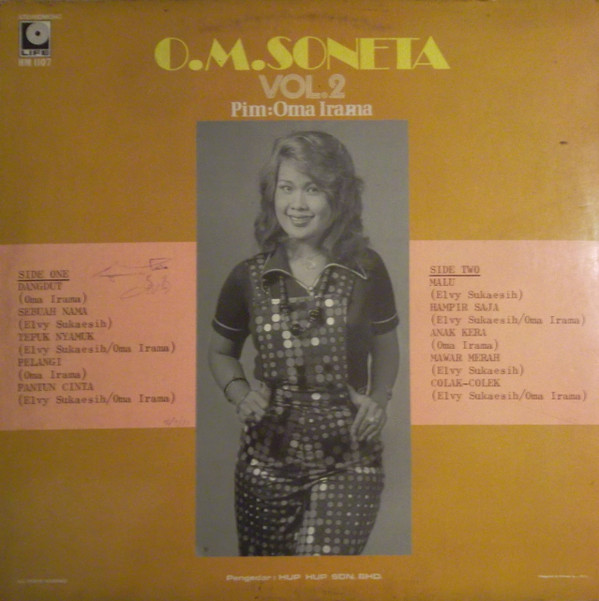 LIFE
O.M.SONETA
VOL.2
Pim:Oma Irama
SIDE ONE
DANGDUT
(Oma Irama)
SEBUAH NAMA
(Elvy Sukaesih)
TEPUK NYAMUK
(Elvy Sukaesih/Oma Irama)
PELANGI
(Oma Irama)
PANTUN CINTA
(Elvy Sukaesih/Oma Irama)
SIDE TWO
MALU
(Elvy Sukaesih)
HAMPIR SAJA
(Elvy Sukaesih/Oma Irama)
ANAK KERA
(Oma Irama)
MAWAR MERAH
(Elvy Sukaesih)
COLAK-COLEK
(Elvy Sukaesih/Oma Irama)
Pengedar: HUP HUP SDN. BHD.